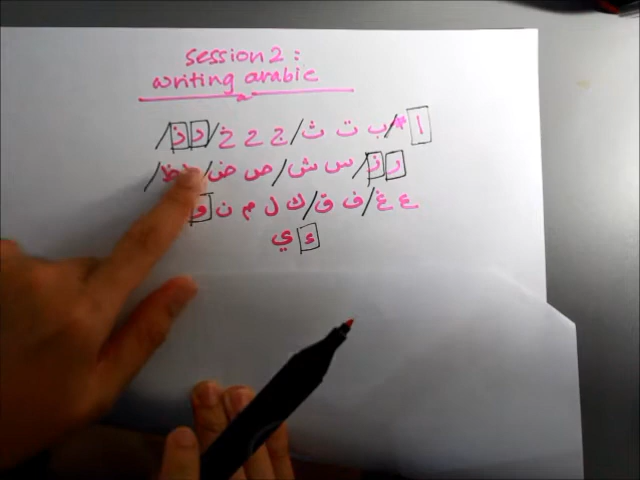 session 2 :
writing arabic
ا * / ب ت ث / ج ح خ / د ذ /
ر ز / س ش / ص ض / ظ /
ع غ / ف ق / ك ل م ن و
ء ي